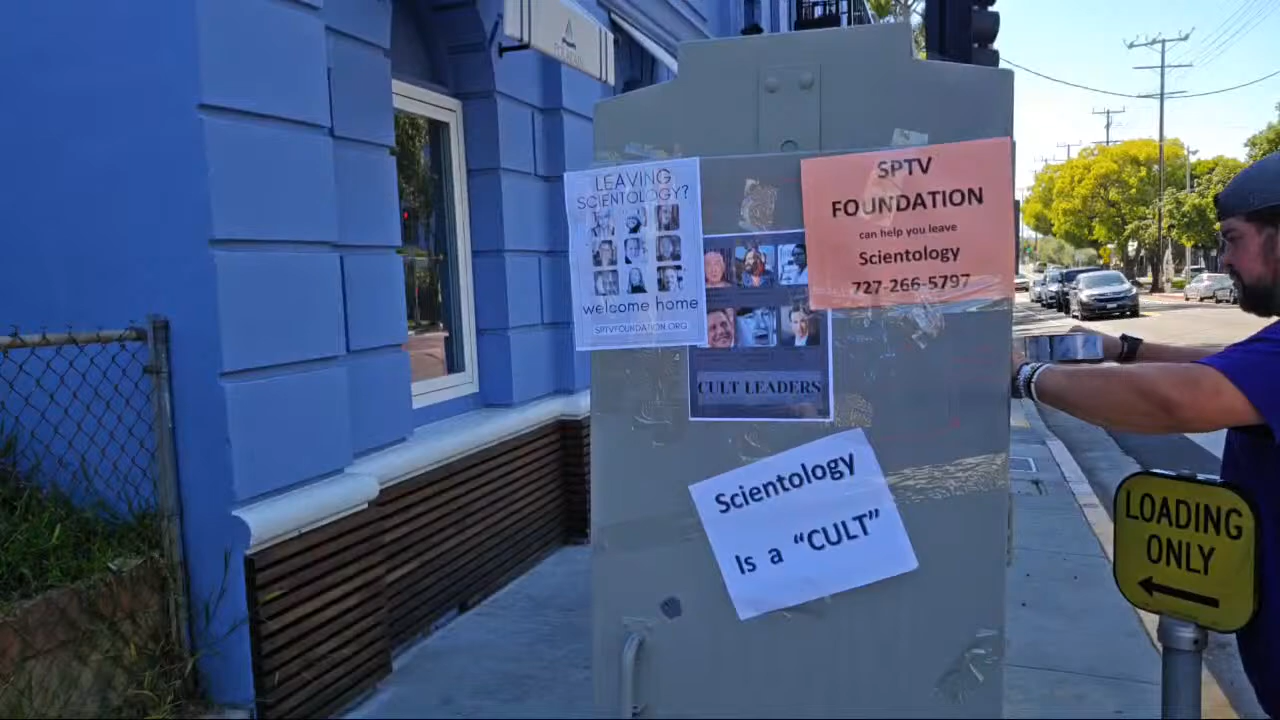 LEAVING
SCIENTOLOGY?
welcome home
SPTVFOUNDATION.ORG
CULT LEADERS
SPTV
FOUNDATION
can help you leave
Scientology
727-266-5797
Scientology
Is a "CULT"
LOADING
ONLY